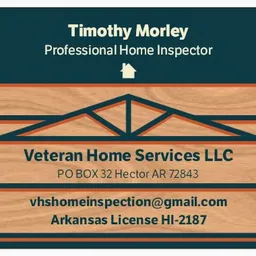 Timothy Morley
Professional Home Inspector
Veteran Home Services LLC
PO BOX 32 Hector AR 72843
vhshomeinspection@gmail.com
Arkansas License HI-2187